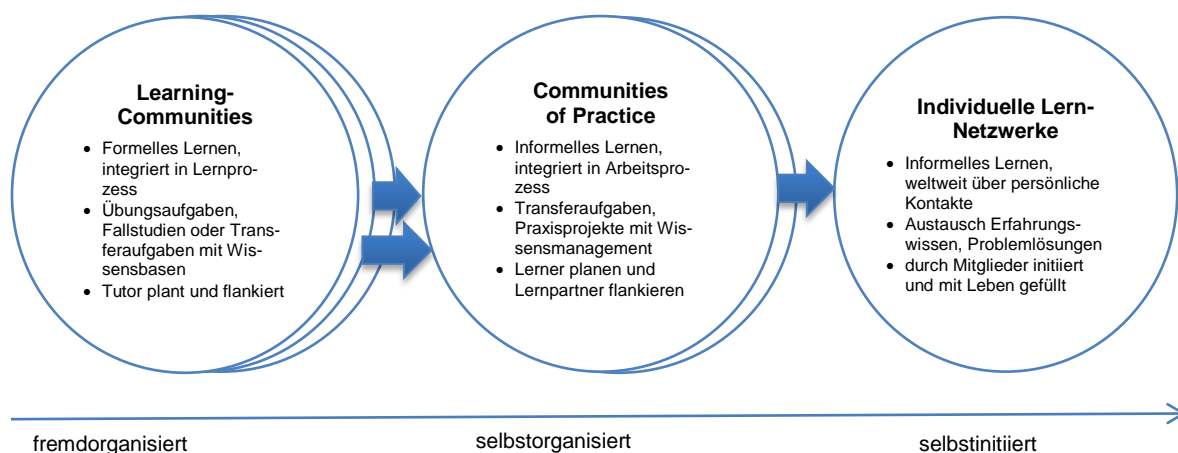 Learning-
Communities
• Formelles Lernen,
integriert in Lernpro-
zess
• Übungsaufgaben,
Fallstudien oder Trans-
feraufgaben mit Wis-
sensbasen
• Tutor plant und flankiert
Communities
of Practice
• Informelles Lernen,
integriert in Arbeitspro-
zess
• Transferaufgaben,
Praxisprojekte mit Wis-
sensmanagement
• Lerner planen und
Lernpartner flankieren
Individuelle Lern-
Netzwerke
• Informelles Lernen,
weltweit über persönliche
Kontakte
• Austausch Erfahrungs-
wissen, Problemlösungen
• durch Mitglieder initiiert
und mit Leben gefüllt
fremdorganisiert
selbstorganisiert
selbstinitiiert